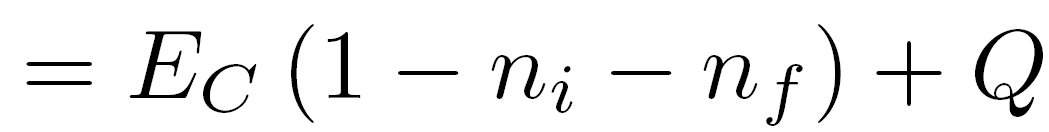 = E_C (1 − n_i − n_f) + Q